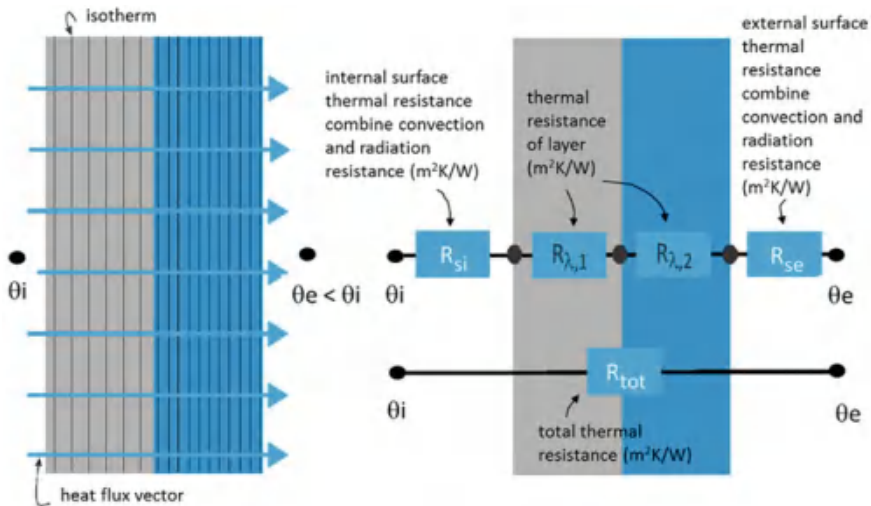 isotherm
θi
θe < θi
heat flux vector
internal surface
thermal resistance
combine convection
and radiation
resistance (m²K/W)
thermal
resistance
of layer
(m²K/W)
external surface
thermal
resistance
combine
convection and
radiation
resistance
(m²K/W)
Rsi
Rλ,1
Rλ,2
Rse
θi
θe
Rtot
θi
θe
total thermal
resistance (m²K/W)